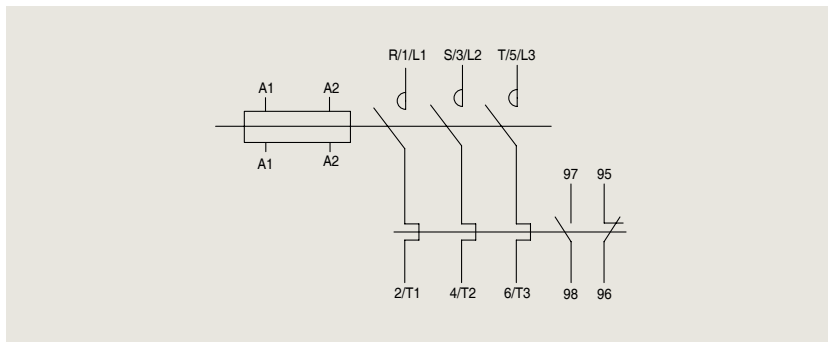 R/1/L1 S/3/L2 T/5/L3
A1 A2
A1 A2
97 95
2/T1 4/T2 6/T3 98 96